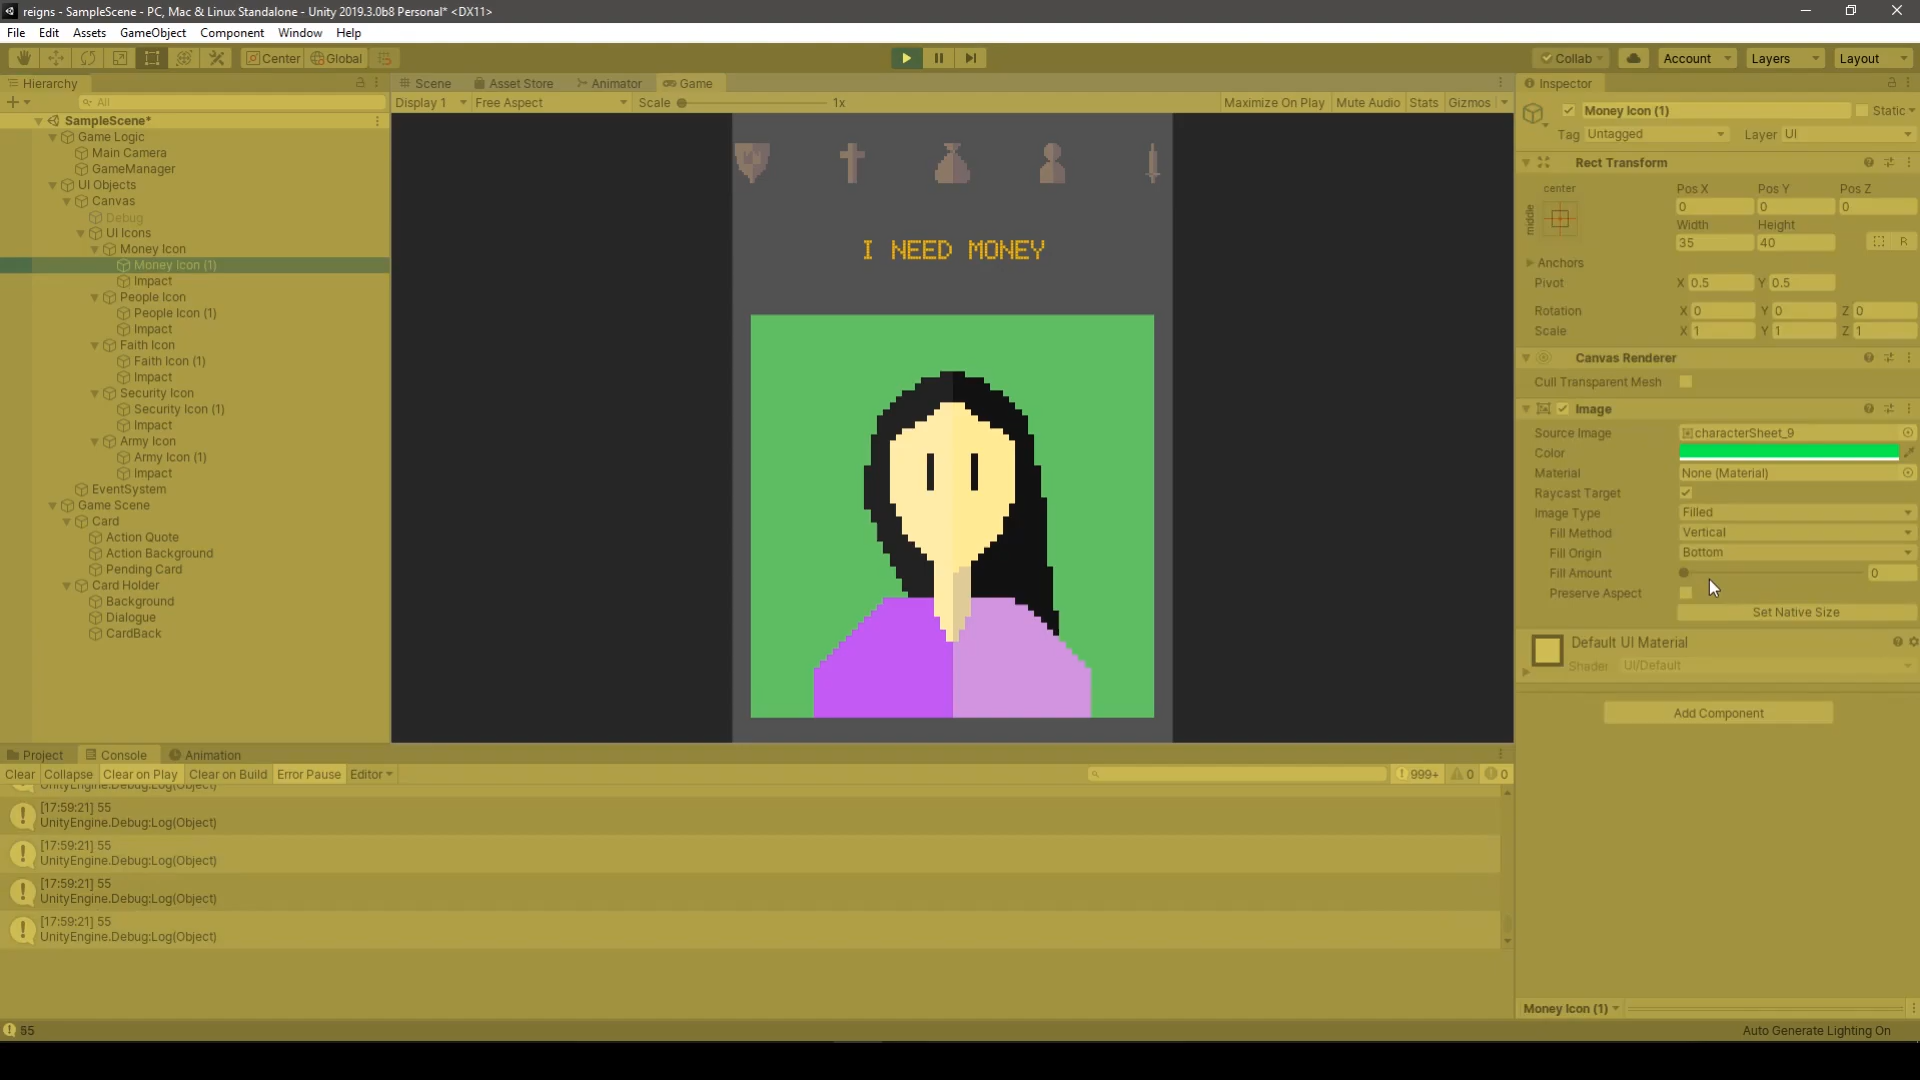 reigns - SampleScene - PC, Mac & Linux Standalone - Unity 2019.3.0b8 Personal* <DX11>
File Edit Assets GameObject Component Window Help
Center Global Collab Account Layers Layout
Hierarchy
All
SampleScene*
Game Logic
Main Camera
GameManager
UI Objects
Canvas
Debug
UI Icons
Money Icon
Money Icon (1)
Impact
People Icon
People Icon (1)
Impact
Faith Icon
Faith Icon (1)
Impact
Security Icon
Security Icon (1)
Impact
Army Icon
Army Icon (1)
Impact
EventSystem
Game Scene
Card
Action Quote
Action Background
Pending Card
Card Holder
Background
Dialogue
CardBack
Scene Asset Store Animator Game
Display 1 Free Aspect Scale 1x Maximize On Play Mute Audio Stats Gizmos
I NEED MONEY
Inspector
Money Icon (1) Static
Tag Untagged Layer UI
Rect Transform
center
middle
Pos X Pos Y Pos Z
0 0 0
Width Height
35 40 R
Anchors
Pivot X 0.5 Y 0.5
Rotation X 0 Y 0 Z 0
Scale X 1 Y 1 Z 1
Canvas Renderer
Cull Transparent Mesh
Image
Source Image characterSheet_9
Color
Material None (Material)
Raycast Target
Image Type Filled
Fill Method Vertical
Fill Origin Bottom
Fill Amount 0
Preserve Aspect
Set Native Size
Default UI Material
Shader UI/Default
Add Component
Money Icon (1)
Project Console Animation
Clear Collapse Clear on Play Clear on Build Error Pause Editor 999+ 0 0
UnityEngine.Debug:Log(Object)
[17:59:21] 55
UnityEngine.Debug:Log(Object)
[17:59:21] 55
UnityEngine.Debug:Log(Object)
[17:59:21] 55
UnityEngine.Debug:Log(Object)
[17:59:21] 55
UnityEngine.Debug:Log(Object)
55
Auto Generate Lighting On